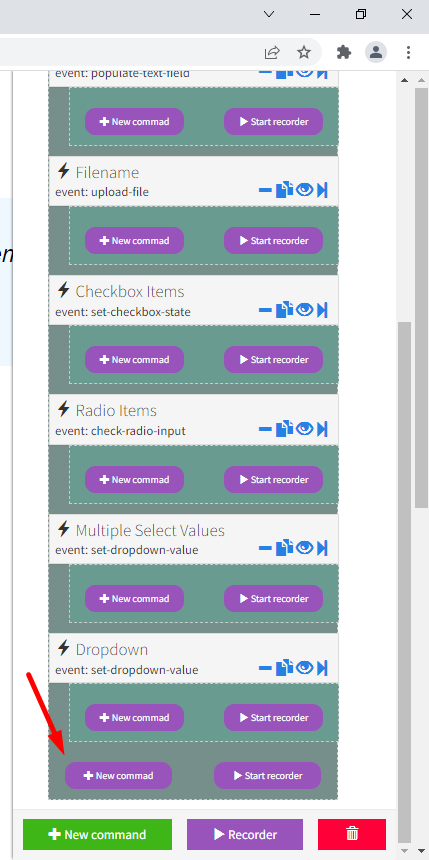 event: populate-text-field
New commad Start recorder
Filename
event: upload-file
New commad Start recorder
Checkbox Items
event: set-checkbox-state
New commad Start recorder
Radio Items
event: check-radio-input
New commad Start recorder
Multiple Select Values
event: set-dropdown-value
New commad Start recorder
Dropdown
event: set-dropdown-value
New commad Start recorder
New commad Start recorder
New command Recorder